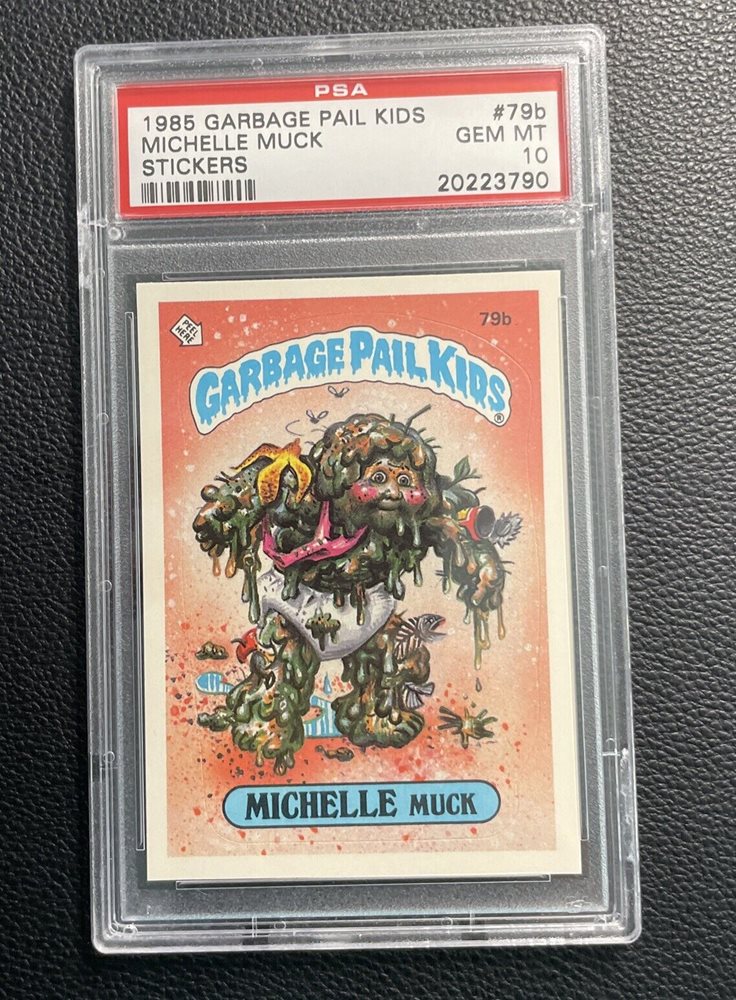 PSA
1985 GARBAGE PAIL KIDS #79b
MICHELLE MUCK GEM MT
STICKERS 10
20223790
PEEL HERE
79b
GARBAGE PAIL KIDS®
MICHELLE MUCK